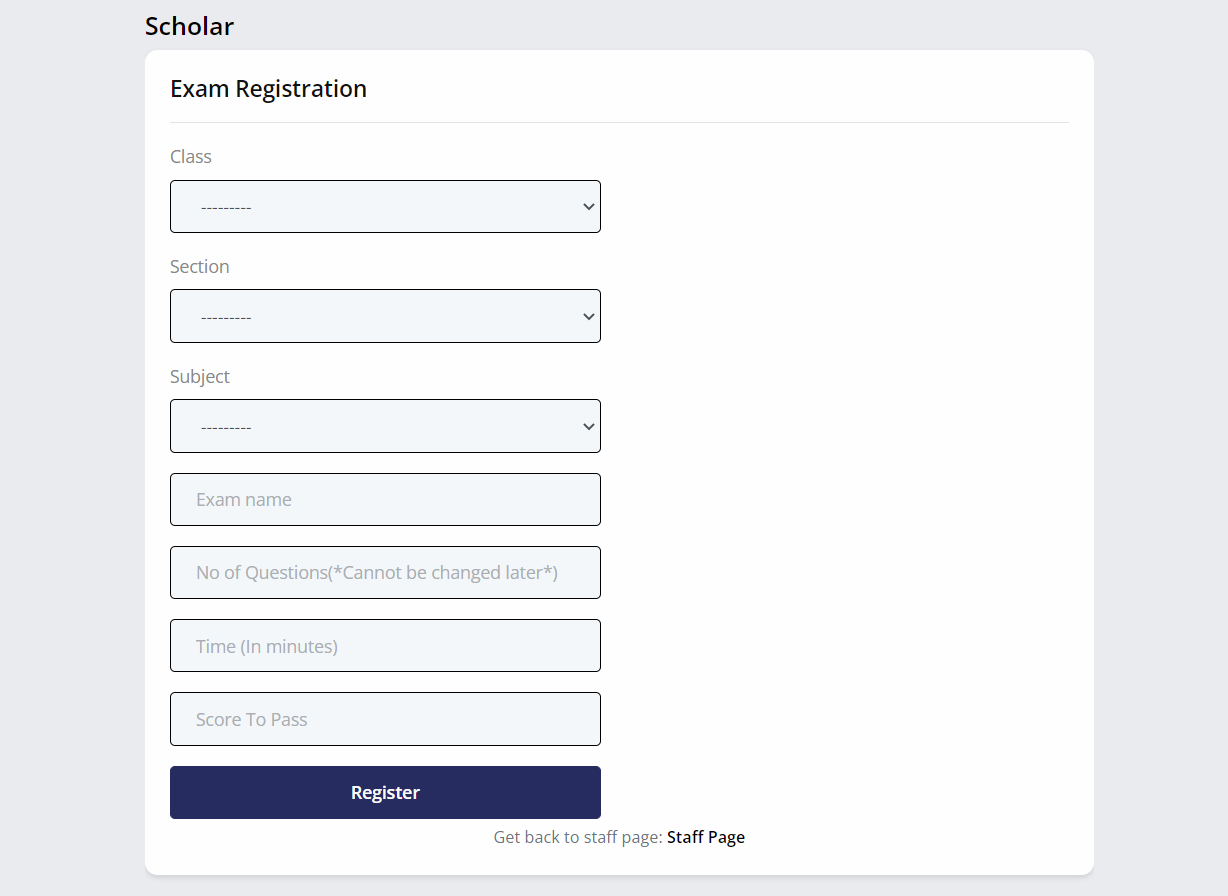 Scholar
Exam Registration
Class
---------
Section
---------
Subject
---------
Exam name
No of Questions(*Cannot be changed later*)
Time (In minutes)
Score To Pass
Register
Get back to staff page: Staff Page